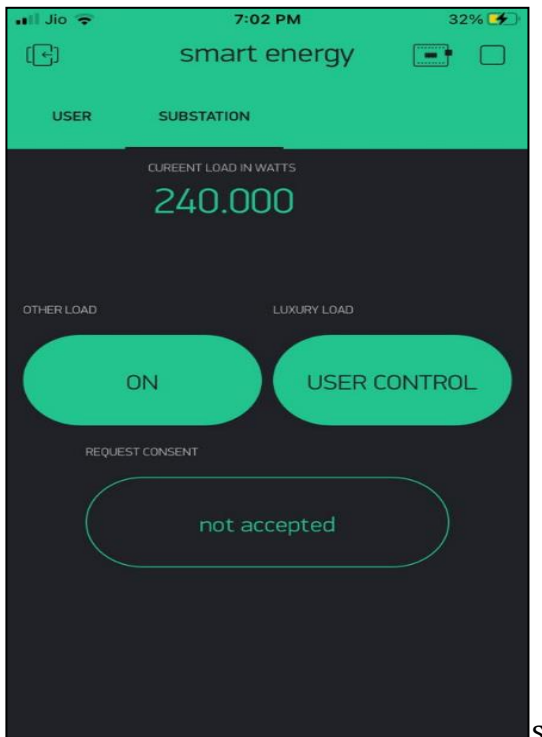 Jio 7:02 PM 32%
smart energy
USER SUBSTATION
CUREENT LOAD IN WATTS
240.000
OTHER LOAD LUXURY LOAD
ON USER CONTROL
REQUEST CONSENT
not accepted
s